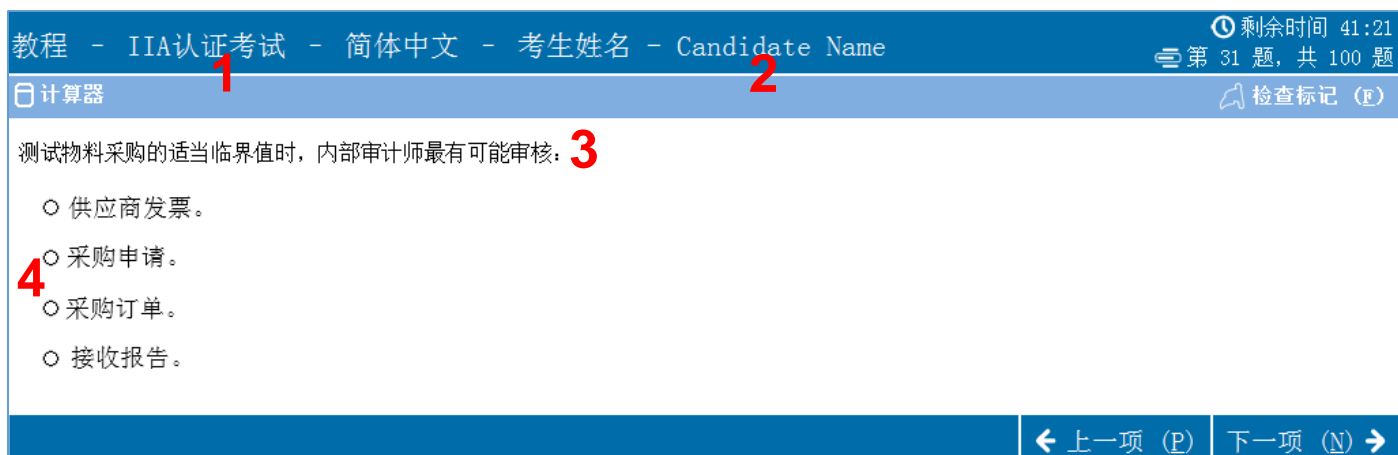 剩余时间 41:21
教程 - IIA认证考试 - 简体中文 - 考生姓名 - Candidate Name
第 31 题，共 100 题
1
2
计算器
检查标记 (F)
测试物料采购的适当临界值时，内部审计师最有可能审核： 3
供应商发票。
采购申请。
4
采购订单。
接收报告。
上一项 (P) 下一项 (N)